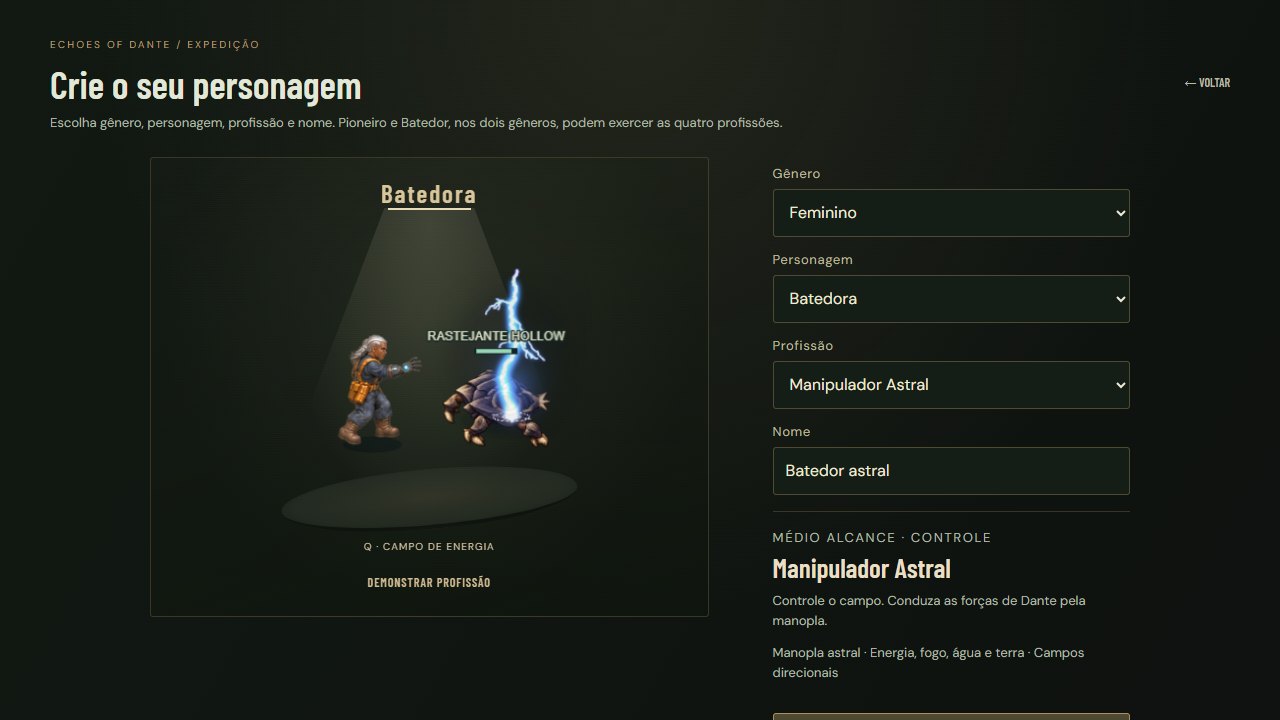 ECHOES OF DANTE / EXPEDIÇÃO
Crie o seu personagem
← VOLTAR
Escolha gênero, personagem, profissão e nome. Pioneiro e Batedor, nos dois gêneros, podem exercer as quatro profissões.
Batedora
RASTEJANTE HOLLOW
Q · CAMPO DE ENERGIA
DEMONSTRAR PROFISSÃO
Gênero
Feminino
Personagem
Batedora
Profissão
Manipulador Astral
Nome
Batedor astral
MÉDIO ALCANCE · CONTROLE
Manipulador Astral
Controle o campo. Conduza as forças de Dante pela
manopla.
Manopla astral · Energia, fogo, água e terra · Campos
direcionais